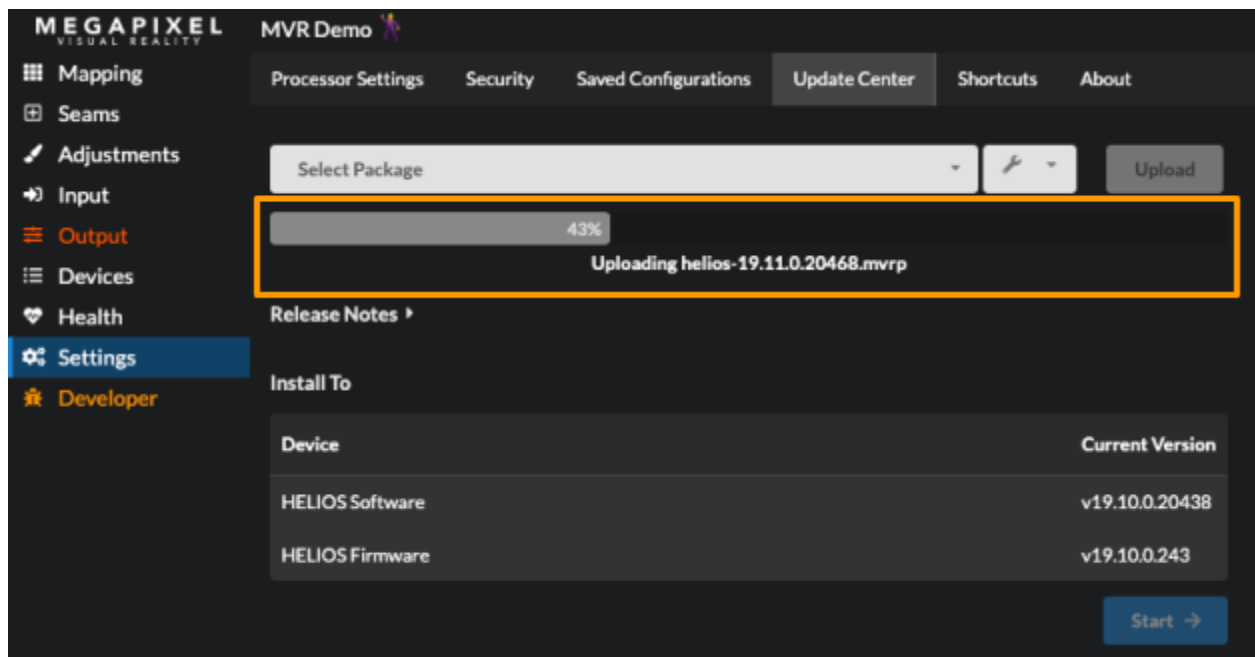 MEGAPIXEL
VISUAL REALITY
MVR Demo
Mapping
Seams
Adjustments
Input
Output
Devices
Health
Settings
Developer
Processor Settings Security Saved Configurations Update Center Shortcuts About
Select Package Upload
43%
Uploading helios-19.11.0.20468.mvrp
Release Notes
Install To
Device Current Version
HELIOS Software v19.10.0.20438
HELIOS Firmware v19.10.0.243
Start →